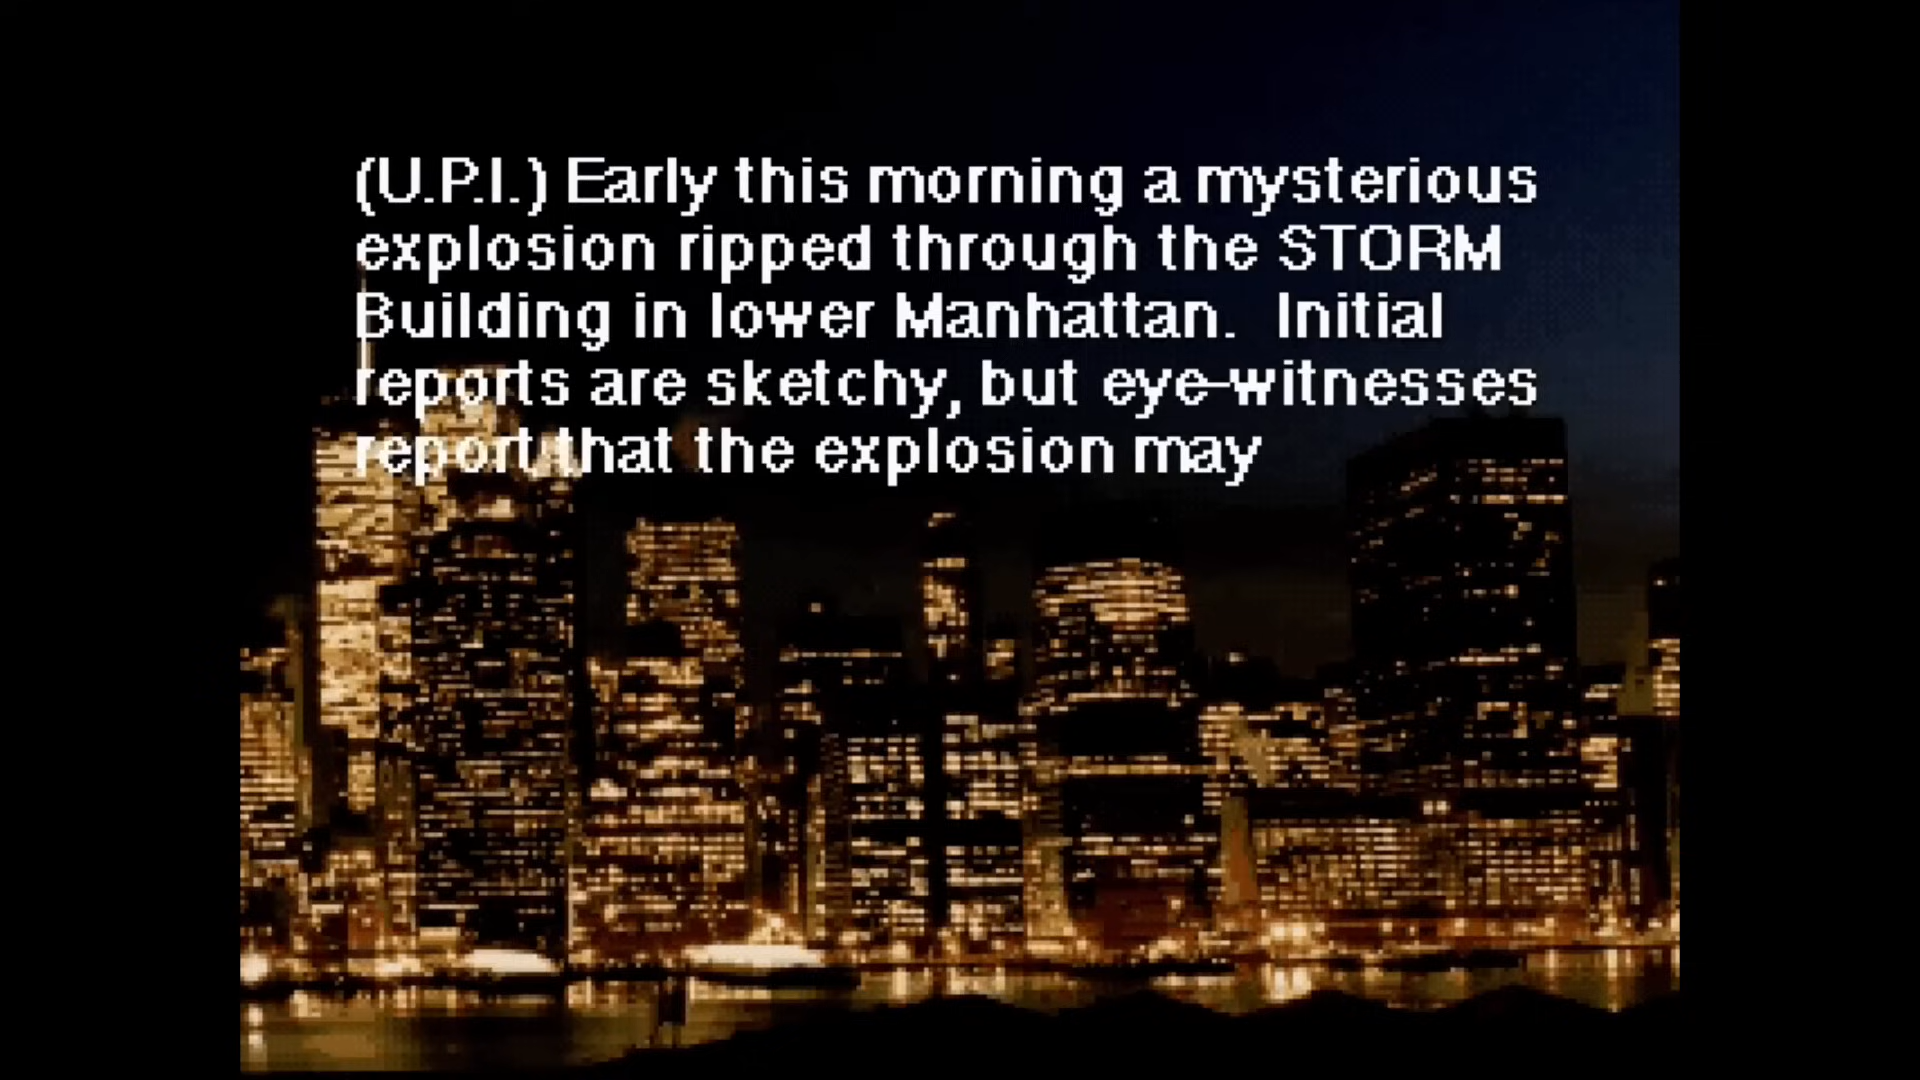 (U.P.I.) Early this morning a mysterious
explosion ripped through the STORM
Building in lower Manhattan.  Initial
reports are sketchy, but eye-witnesses
report that the explosion may